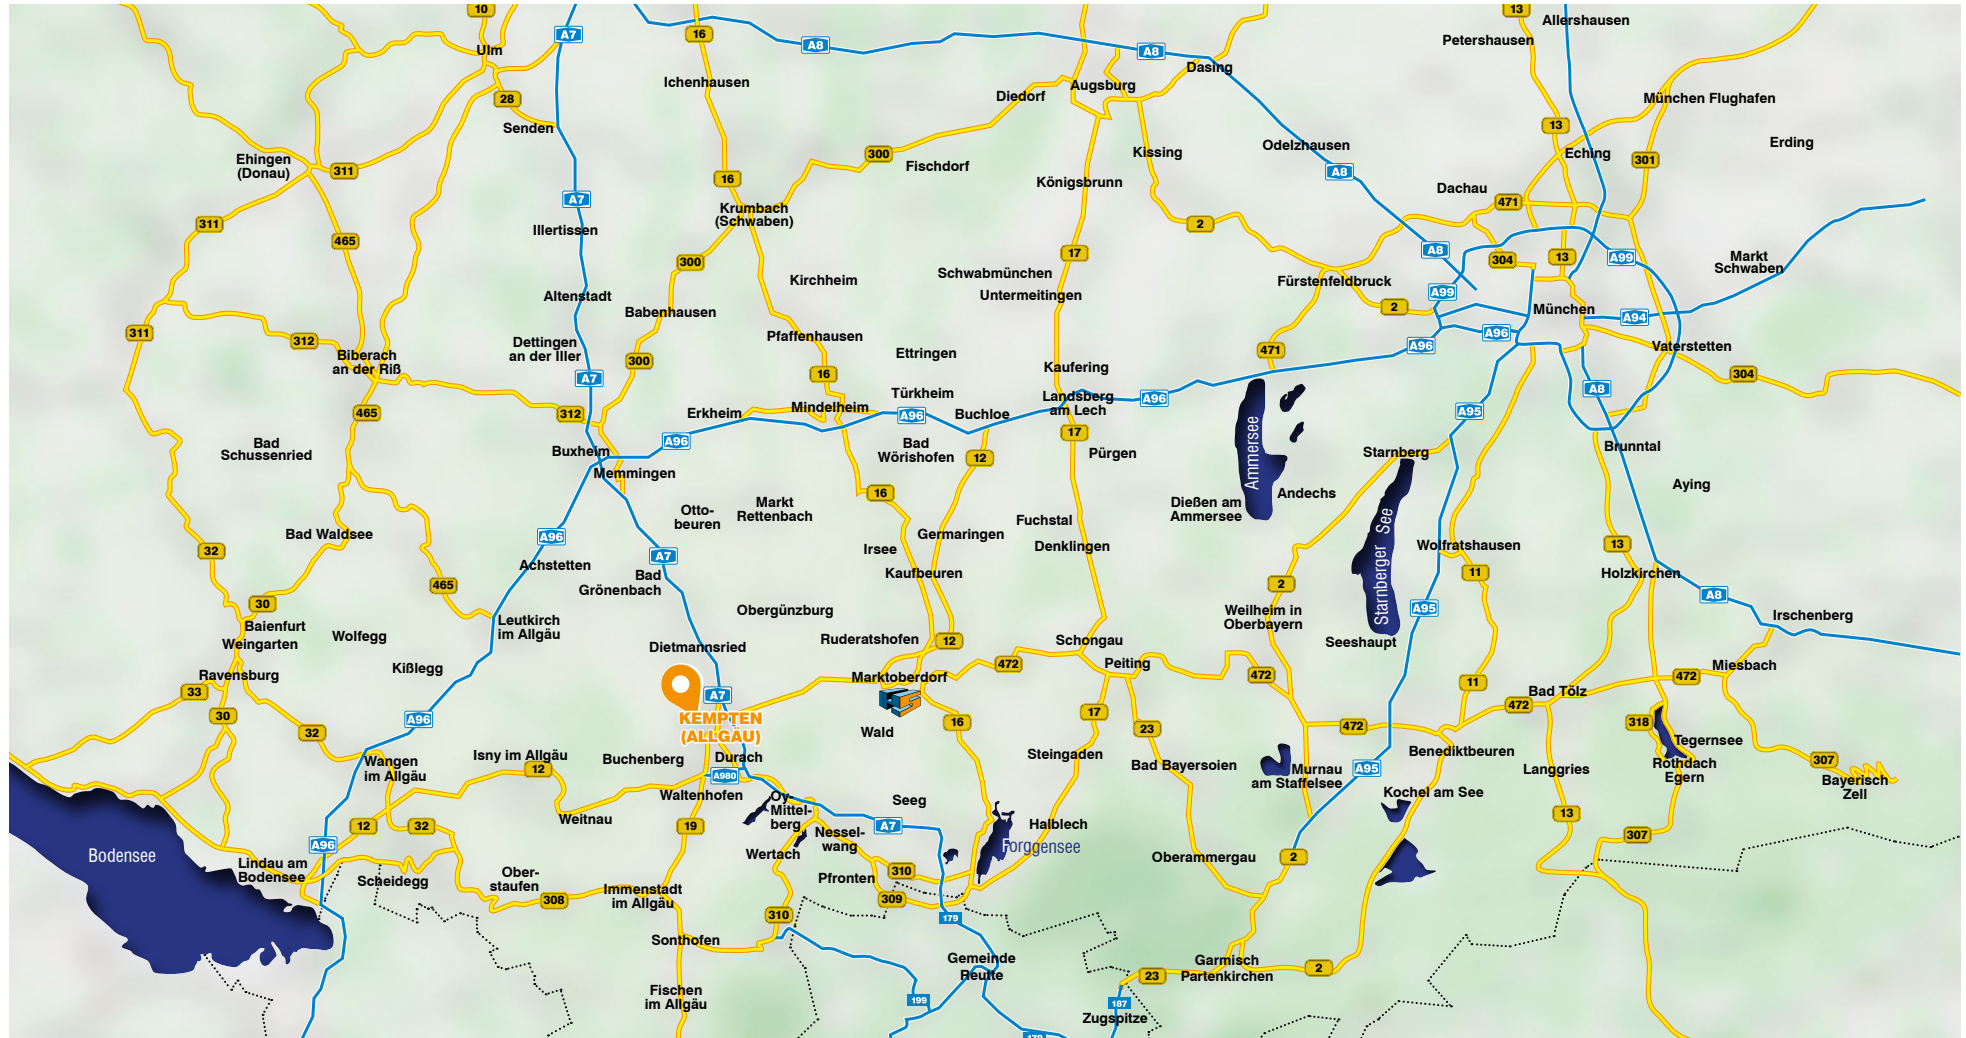 10
Ulm
A7
16
A8
A8
13
Allershausen
Petershausen
Ichenhausen
Dasing
Augsburg
Diedorf
28
Senden
München Flughafen
13
Erding
Ehingen
(Donau)
311
300
Fischdorf
Kissing
Odelzhausen
Eching
301
A8
A7
16
Königsbrunn
Dachau
471
Krumbach
(Schwaben)
311
465
Illertissen
2
A8
A99
304
13
17
300
Markt
Schwaben
Kirchheim
Schwabmünchen
Untermeitingen
Fürstenfeldbruck
A99
Altenstadt
Babenhausen
2
München
A94
311
312
Dettingen
an der Iller
Pfaffenhausen
Ettringen
A96
A96
471
Vaterstetten
Biberach
an der Riß
300
Kaufering
16
304
A7
A8
Türkheim
Landsberg
am Lech
A96
465
312
Erkheim
Mindelheim
A96
Buchloe
A95
Ammersee
A96
17
Bad
Schussenried
Buxheim
Bad
Wörishofen
12
Pürgen
Starnberg
Brunntal
Memmingen
Aying
Otto-
beuren
Markt
Rettenbach
16
Dießen am
Ammersee
Andechs
Starnberger See
Bad Waldsee
A96
Germaringen
Fuchstal
Denklingen
Wolfratshausen
13
32
A7
Irsee
Achstetten
Bad
Grönenbach
Kaufbeuren
11
Holzkirchen
465
2
A8
30
Obergünzburg
Weilheim in
Oberbayern
A95
Irschenberg
Baienfurt
Weingarten
Wolfegg
Leutkirch
im Allgäu
Dietmannsried
Ruderatshofen
12
Schongau
Seeshaupt
Kißlegg
472
Peiting
Miesbach
Ravensburg
Marktoberdorf
472
472
33
A7
11
Bad Tölz
472
30
KEMPTEN
(ALLGÄU)
16
17
23
472
318
A96
32
Wald
Tegernsee
Isny im Allgäu
Buchenberg
Durach
Steingaden
Bad Bayersoien
Benediktbeuren
Wangen
im Allgäu
12
A980
Murnau
am Staffelsee
A95
Langgries
Rothdach
Egern
307
Bayerisch
Zell
Waltenhofen
Oy-
Mittel-
berg
Seeg
Kochel am See
Weitnau
12
32
19
Nessel-
wang
A7
Halblech
13
307
A96
Forggensee
Bodensee
Wertach
Oberammergau
2
Lindau am
Bodensee
Scheidegg
Ober-
staufen
Pfronten
310
308
Immenstadt
im Allgäu
309
310
179
Sonthofen
Gemeinde
Reutte
Garmisch
Partenkirchen
23
2
Fischen
im Allgäu
199
187
Zugspitze
179